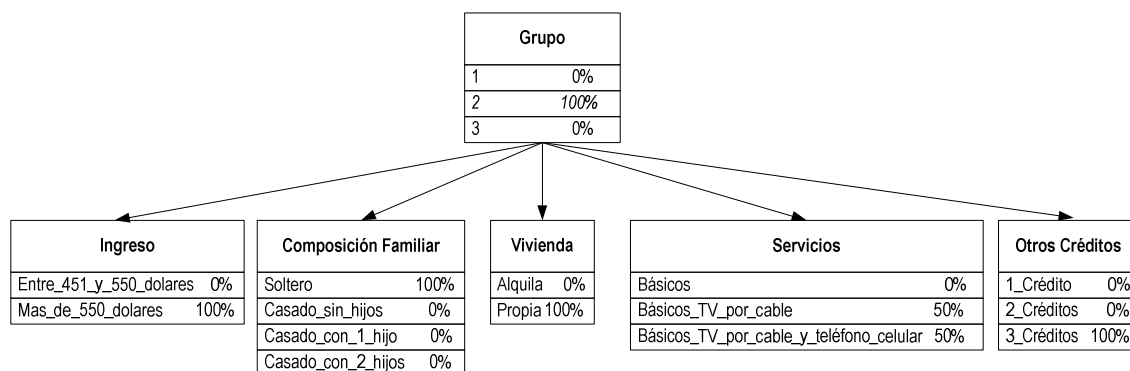 Grupo
1 0%
2 100%
3 0%
Ingreso
Entre_451_y_550_dolares 0%
Mas_de_550_dolares 100%
Composición Familiar
Soltero 100%
Casado_sin_hijos 0%
Casado_con_1_hijo 0%
Casado_con_2_hijos 0%
Vivienda
Alquila 0%
Propia 100%
Servicios
Básicos 0%
Básicos_TV_por_cable 50%
Básicos_TV_por_cable_y_teléfono_celular 50%
Otros Créditos
1_Crédito 0%
2_Créditos 0%
3_Créditos 100%